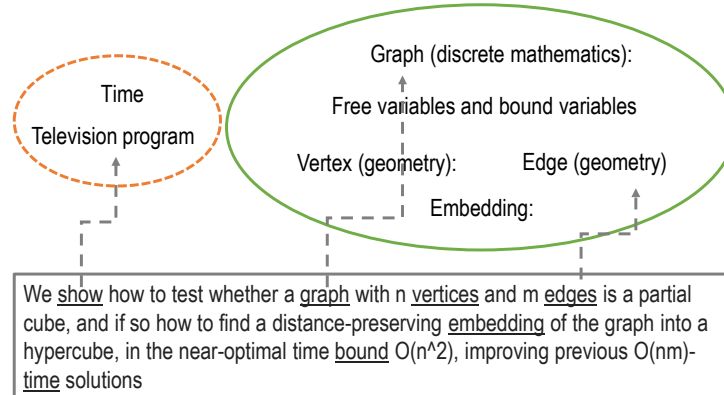 Graph (discrete mathematics):
Time
Free variables and bound variables
Television program
Vertex (geometry):
Edge (geometry)
Embedding:
We show how to test whether a graph with n vertices and m edges is a partial
cube, and if so how to find a distance-preserving embedding of the graph into a
hypercube, in the near-optimal time bound O(n^2), improving previous O(nm)-
time solutions